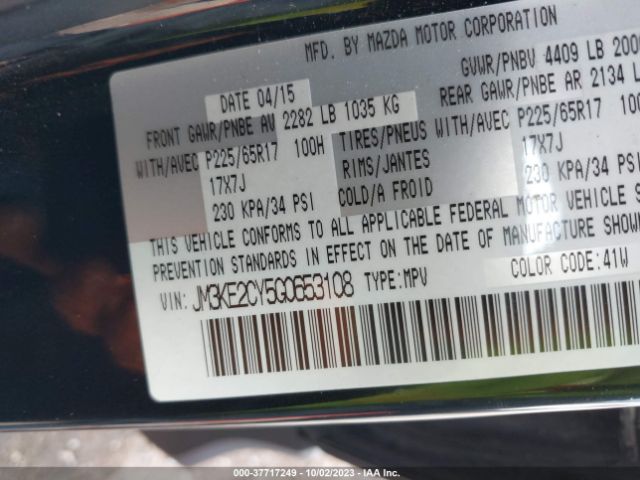 MFD. BY MAZDA MOTOR CORPORATION
DATE 04/15 GVWR/PNBV 4409 LB 200
FRONT GAWR/PNBE AV 2282 LB 1035 KG REAR GAWR/PNBE AR 2134 L
WITH/AVEC P225/65R17 100H TIRES/PNEUS WITH/AVEC P225/65R17 100
17X7J RIMS/JANTES 17X7J
230 KPA/34 PSI COLD/A FROID 230 KPA/34 PSI
THIS VEHICLE CONFORMS TO ALL APPLICABLE FEDERAL MOTOR VEHICLE
PREVENTION STANDARDS IN EFFECT ON THE DATE OF MANUFACTURE SHOWN
VIN: JM3KE2CY5G0653108 TYPE:MPV COLOR CODE:41W
000-37717249 - 10/02/2023 - IAA Inc.